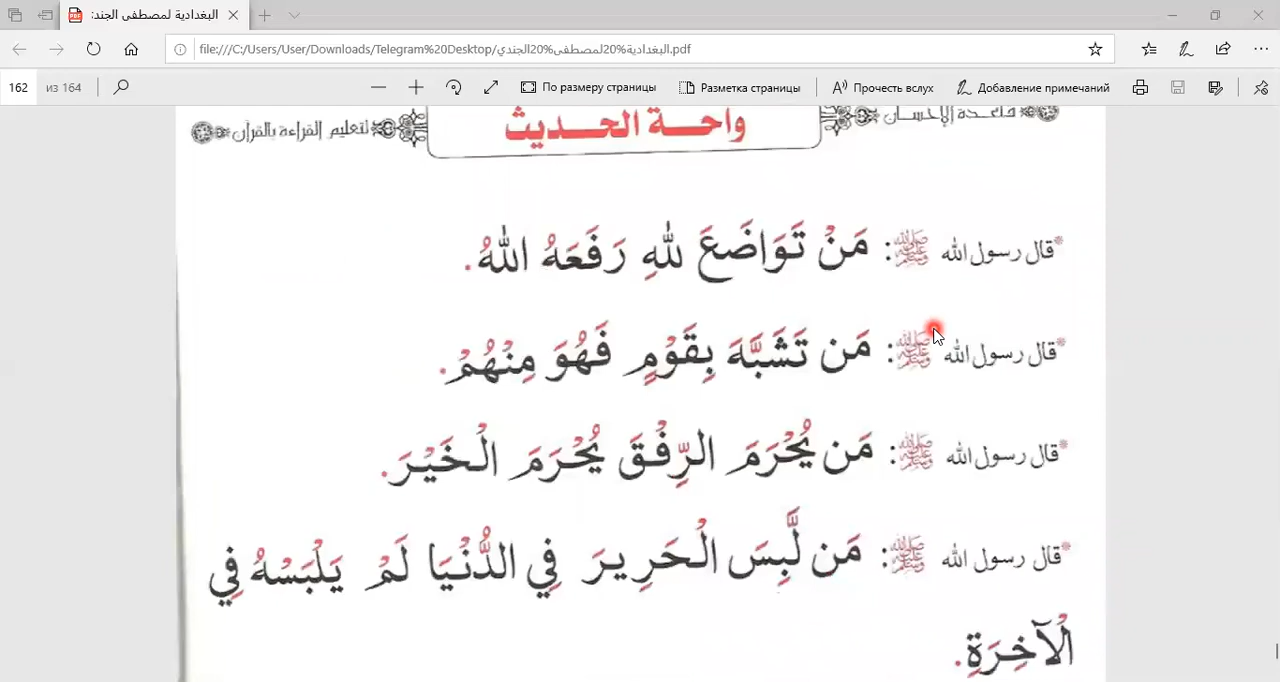 البغدادية لمصطفى الجند:
file:///C:/Users/User/Downloads/Telegram%20Desktop/البغدادية%20لمصطفى%20الجندي.pdf
162 из 164 По размеру страницы Разметка страницы Прочесть вслух Добавление примечаний
قاعدة الإحسان واحة الحديث لتعليم القراءة بالقرآن
*قال رسول الله ﷺ: مَنْ تَوَاضَعَ لِلهِ رَفَعَهُ اللهُ.
*قال رسول الله ﷺ: مَن تَشَبَّهَ بِقَوْمٍ فَهُوَ مِنْهُمْ.
*قال رسول الله ﷺ: مَن يُحْرَمَ الرِّفْقَ يُحْرَمَ الْخَيْرَ.
*قال رسول الله ﷺ: مَن لَّبِسَ الْحَرِيرَ فِي الدُّنْيَا لَمْ يَلْبَسْهُ فِي
الْآخِرَةِ.